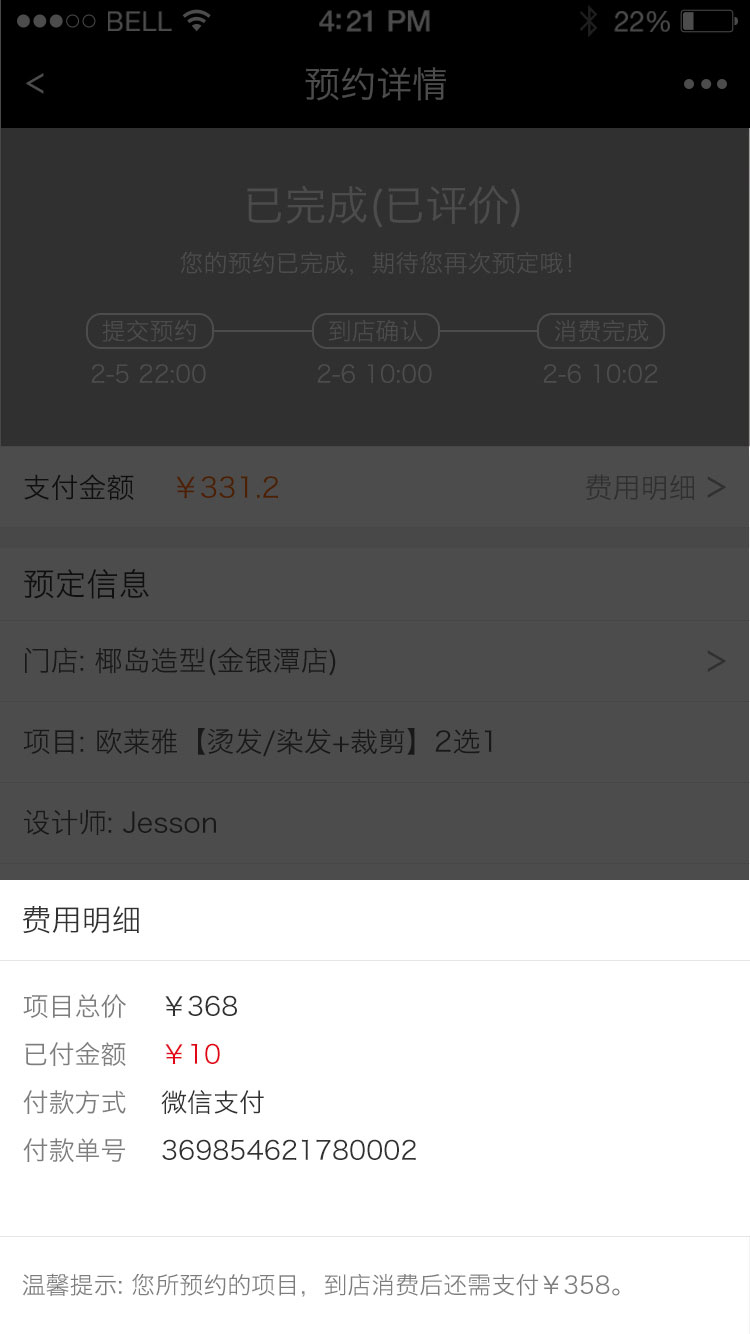 BELL 4:21 PM 22%
< 预约详情
已完成(已评价)
您的预约已完成，期待您再次预定哦！
提交预约 到店确认 消费完成
2-5 22:00 2-6 10:00 2-6 10:02
支付金额 ￥331.2 费用明细 >
预定信息
门店: 椰岛造型(金银潭店) >
项目: 欧莱雅【烫发/染发+裁剪】2选1
设计师: Jesson
费用明细
项目总价 ￥368
已付金额 ￥10
付款方式 微信支付
付款单号 369854621780002
温馨提示: 您所预约的项目，到店消费后还需支付￥358。